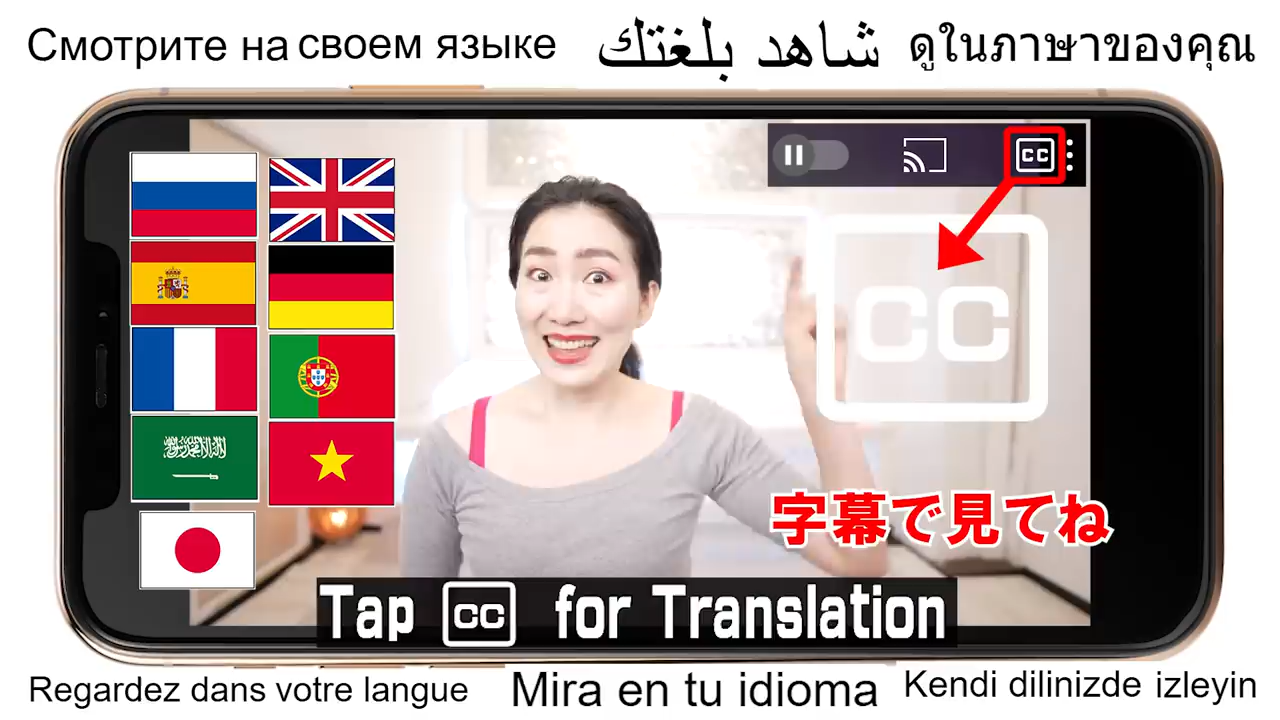 Смотрите на своем языке
شاهد بلغتك
ดูในภาษาของคุณ
CC
CC
字幕で見てね
Tap CC for Translation
Regardez dans votre langue
Mira en tu idioma
Kendi dilinizde izleyin